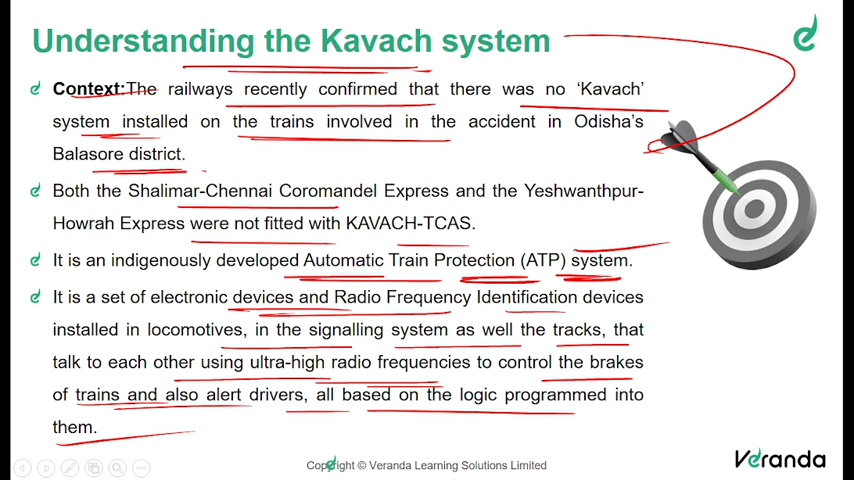 Understanding the Kavach system
Context:The railways recently confirmed that there was no ‘Kavach’
system installed on the trains involved in the accident in Odisha’s
Balasore district.
Both the Shalimar-Chennai Coromandel Express and the Yeshwanthpur-
Howrah Express were not fitted with KAVACH-TCAS.
It is an indigenously developed Automatic Train Protection (ATP) system.
It is a set of electronic devices and Radio Frequency Identification devices
installed in locomotives, in the signalling system as well the tracks, that
talk to each other using ultra-high radio frequencies to control the brakes
of trains and also alert drivers, all based on the logic programmed into
them.
Copyright © Veranda Learning Solutions Limited
Veranda